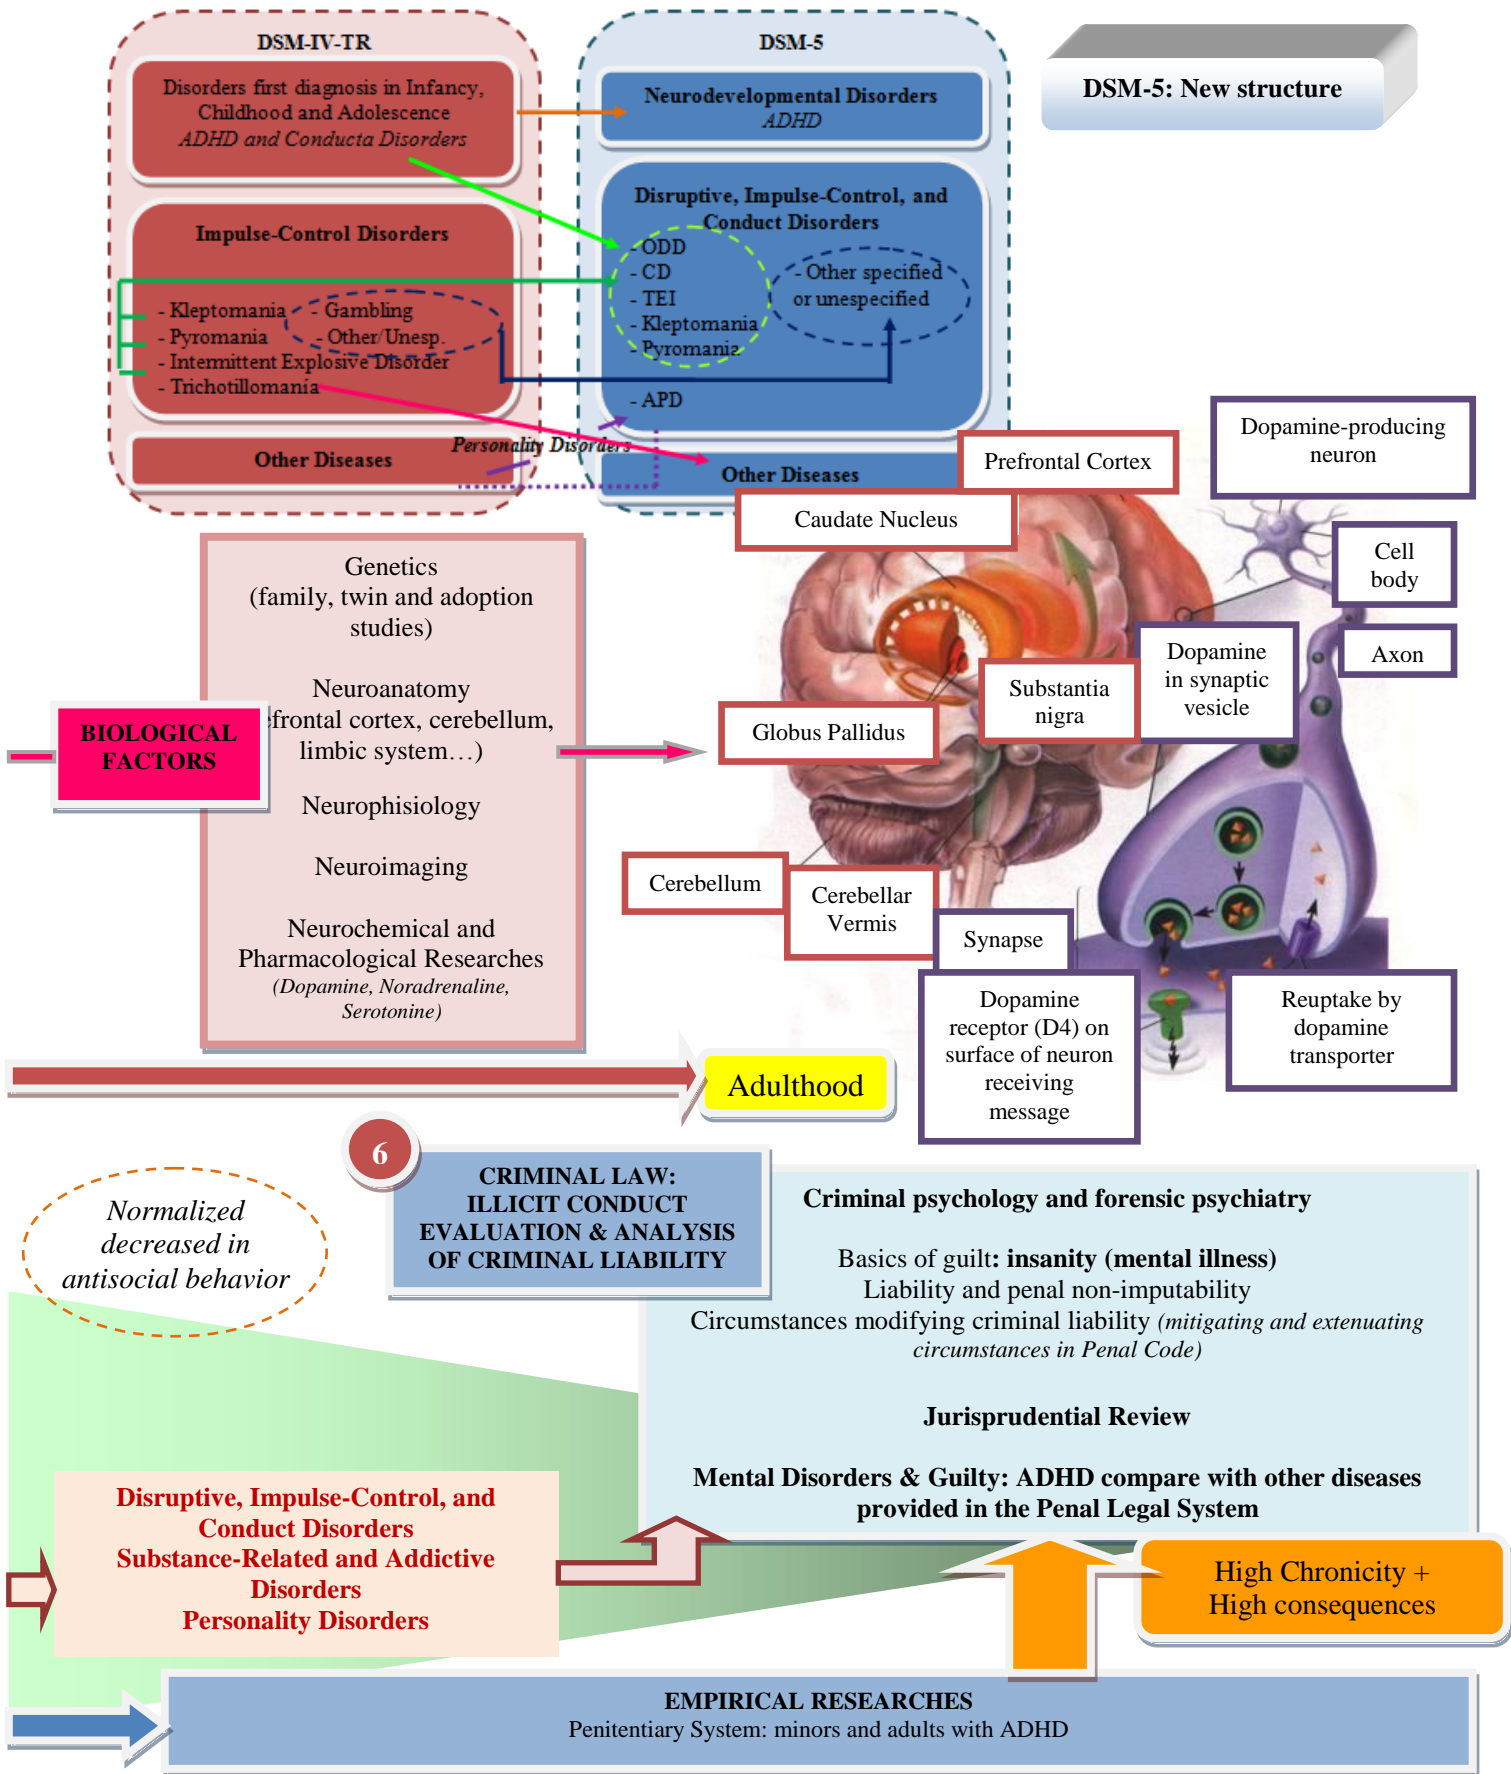 DSM-IV-TR
Disorders first diagnosis in Infancy,
Childhood and Adolescence
ADHD and Conducta Disorders
Impulse-Control Disorders
- Kleptomania
- Pyromania
- Intermittent Explosive Disorder
- Trichotillomanía
- Gambling
- Other/Unesp.
Other Diseases
Personality Disorders
DSM-5
Neurodevelopmental Disorders
ADHD
Disruptive, Impulse-Control, and
Conduct Disorders
- ODD
- CD
- TEI
- Kleptomania
- Pyromania
- Other specified
or unespecified
- APD
Other Diseases
DSM-5: New structure
BIOLOGICAL
FACTORS
Genetics
(family, twin and adoption
studies)
Neuroanatomy
efrontal cortex, cerebellum,
limbic system…)
Neurophisiology
Neuroimaging
Neurochemical and
Pharmacological Researches
(Dopamine, Noradrenaline,
Serotonine)
Prefrontal Cortex
Caudate Nucleus
Globus Pallidus
Substantia
nigra
Cerebellum
Cerebellar
Vermis
Dopamine-producing
neuron
Cell
body
Axon
Dopamine
in synaptic
vesicle
Synapse
Dopamine
receptor (D4) on
surface of neuron
receiving
message
Reuptake by
dopamine
transporter
Adulthood
6
CRIMINAL LAW:
ILLICIT CONDUCT
EVALUATION & ANALYSIS
OF CRIMINAL LIABILITY
Normalized
decreased in
antisocial behavior
Criminal psychology and forensic psychiatry
Basics of guilt: insanity (mental illness)
Liability and penal non-imputability
Circumstances modifying criminal liability (mitigating and extenuating
circumstances in Penal Code)
Jurisprudential Review
Mental Disorders & Guilty: ADHD compare with other diseases
provided in the Penal Legal System
Disruptive, Impulse-Control, and
Conduct Disorders
Substance-Related and Addictive
Disorders
Personality Disorders
High Chronicity +
High consequences
EMPIRICAL RESEARCHES
Penitentiary System: minors and adults with ADHD